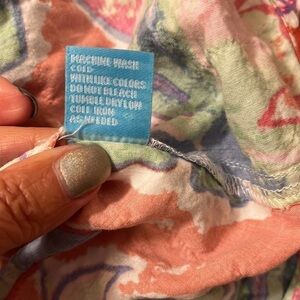 MACHINE WASH
COLD
WITH LIKE COLORS
DO NOT BLEACH
TUMBLE DRY LOW
COOL IRON
AS NEEDED